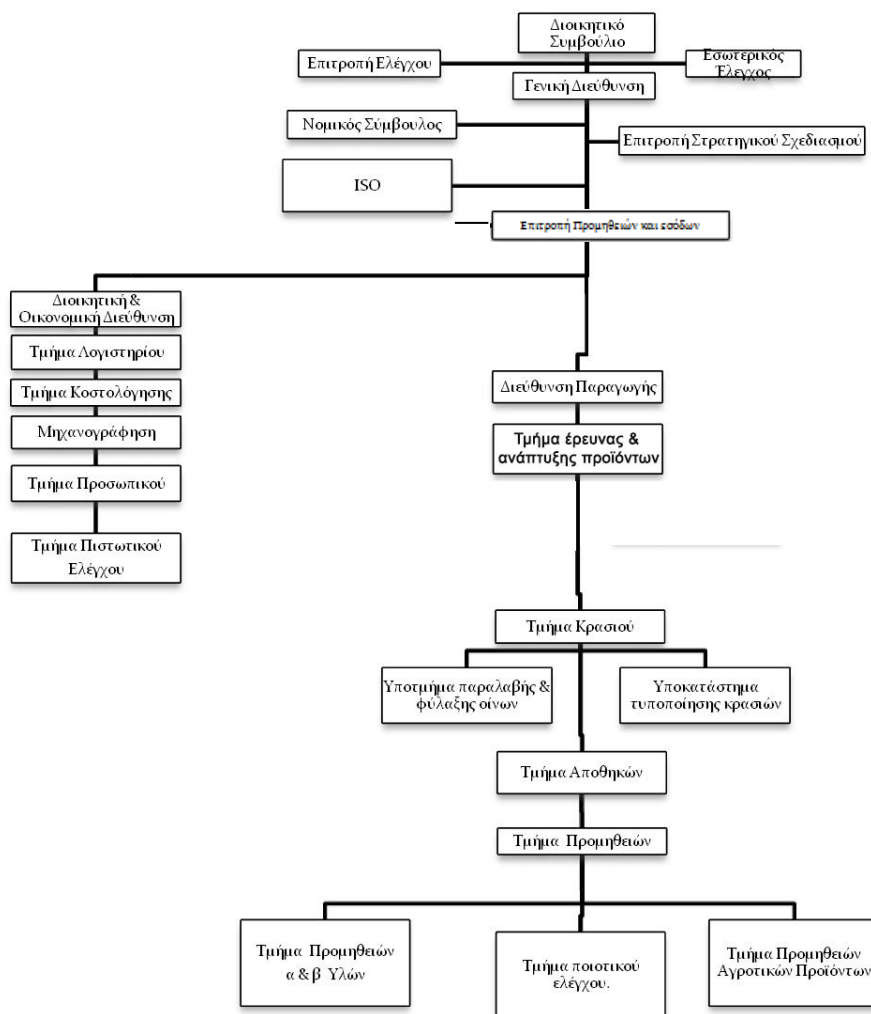 Διοικητικό
Συμβούλιο
Επιτροπή Ελέγχου
Εσωτερικός
Έλεγχος
Γενική Διεύθυνση
Νομικός Σύμβουλος
Επιτροπή Στρατηγικού Σχεδιασμού
ISO
Επιτροπή Προμηθειών και εσόδων
Διοικητική &
Οικονομική Διεύθυνση
Τμήμα Λογιστηρίου
Τμήμα Κοστολόγησης
Μηχανογράφηση
Τμήμα Προσωπικού
Τμήμα Πιστωτικού
Ελέγχου
Διεύθυνση Παραγωγής
Τμήμα έρευνας &
ανάπτυξης προϊόντων
Τμήμα Κρασιού
Υποτμήμα παραλαβής &
φύλαξης οίνων
Υποκατάστημα
τυποποίησης κρασιών
Τμήμα Αποθηκών
Τμήμα Προμηθειών
Τμήμα Προμηθειών
α & β Υλών
Τμήμα ποιοτικού
ελέγχου.
Τμήμα Προμηθειών
Αγροτικών Προϊόντων